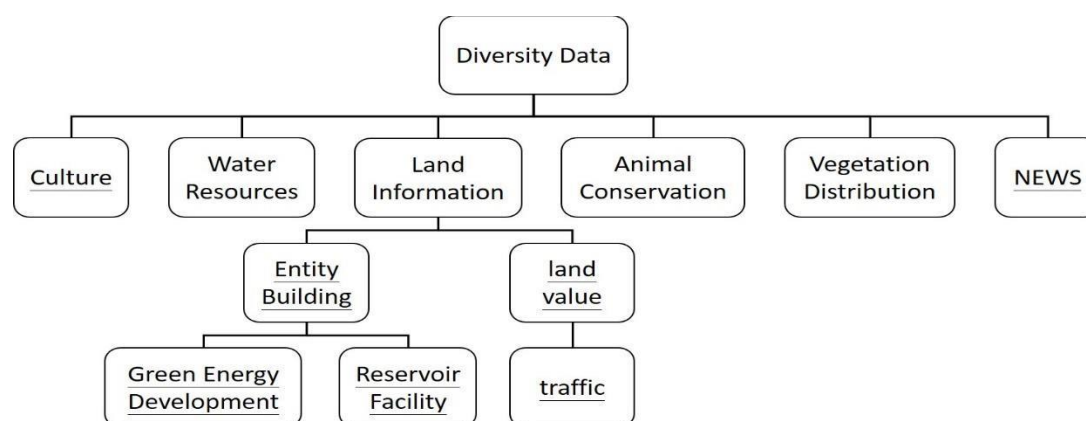 Diversity Data
Culture
Water
Resources
Land
Information
Animal
Conservation
Vegetation
Distribution
NEWS
Entity
Building
land
value
Green Energy
Development
Reservoir
Facility
traffic